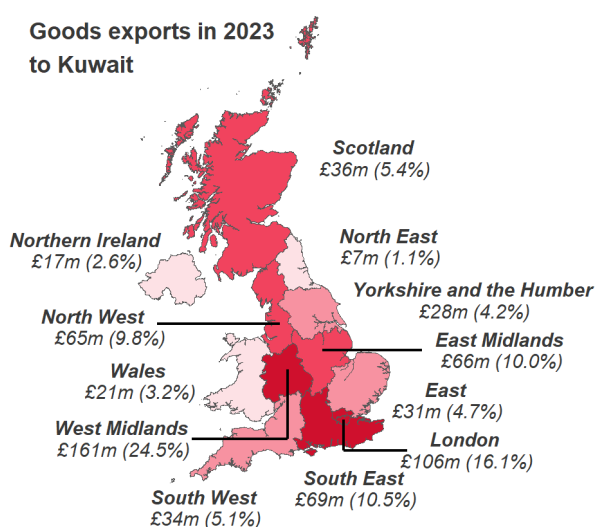 Goods exports in 2023
to Kuwait
Scotland
£36m (5.4%)
Northern Ireland
£17m (2.6%)
North East
£7m (1.1%)
Yorkshire and the Humber
£28m (4.2%)
North West
£65m (9.8%)
East Midlands
£66m (10.0%)
Wales
£21m (3.2%)
East
£31m (4.7%)
West Midlands
£161m (24.5%)
London
£106m (16.1%)
South East
£69m (10.5%)
South West
£34m (5.1%)